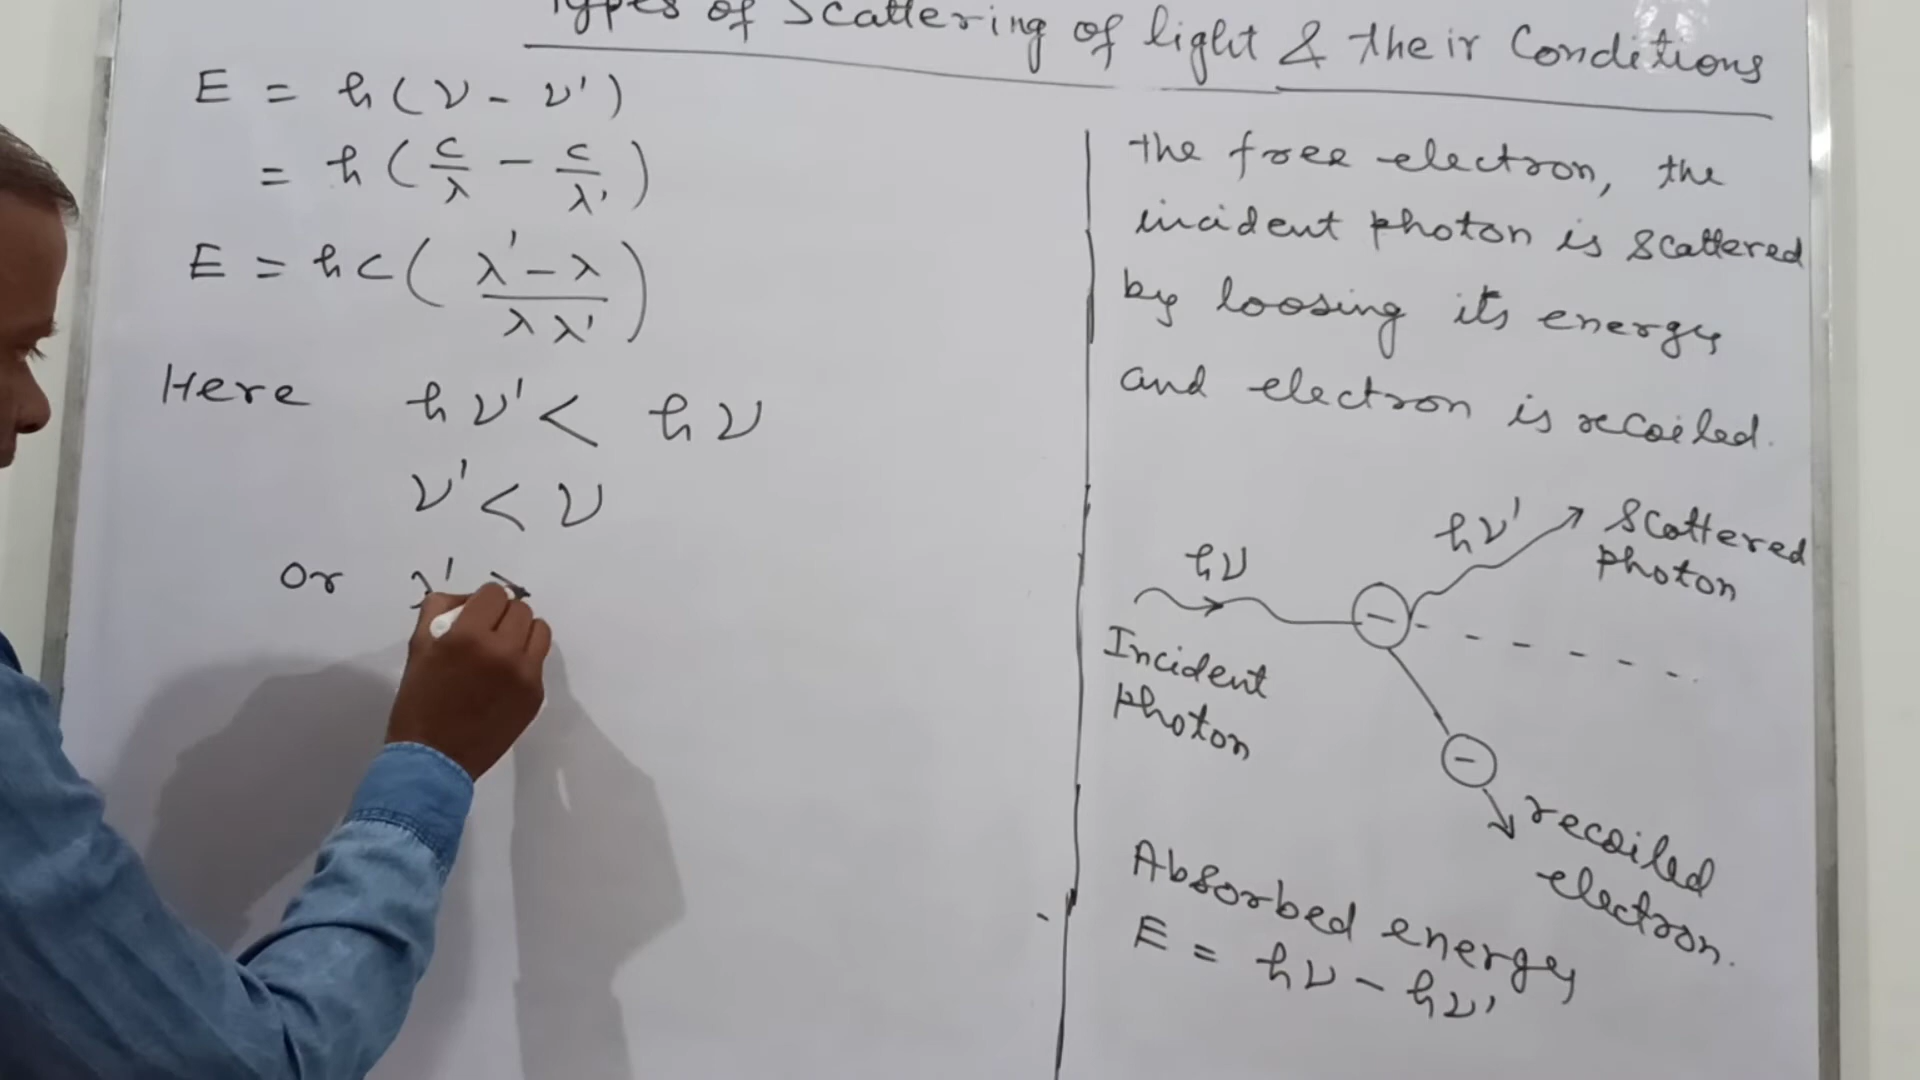 Types of Scattering of light & their Conditions
E = h(ν - ν')
= h(c/λ - c/λ')
E = hc(λ' - λ / λλ')
Here hν' < hν
ν' < ν
Or λ' >
the free electron, the
incident photon is scattered
by loosing its energy
and electron is recoiled.
hν
hν'
Scattered
photon
Incident
photon
recoiled
electron.
Absorbed energy
E = hν - hν'